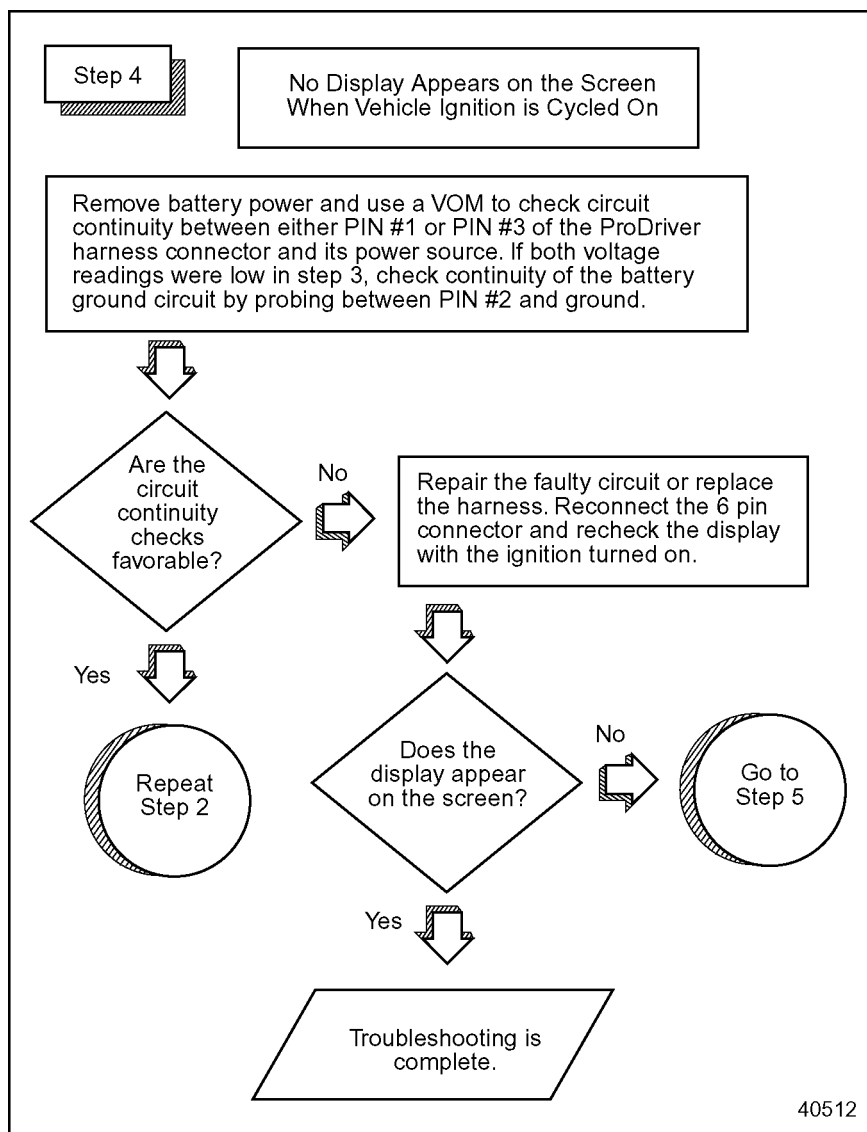 Step 4
No Display Appears on the Screen
When Vehicle Ignition is Cycled On
Remove battery power and use a VOM to check circuit
continuity between either PIN #1 or PIN #3 of the ProDriver
harness connector and its power source. If both voltage
readings were low in step 3, check continuity of the battery
ground circuit by probing between PIN #2 and ground.
Are the
circuit
continuity
checks
favorable?
No
Repair the faulty circuit or replace
the harness. Reconnect the 6 pin
connector and recheck the display
with the ignition turned on.
Yes
Repeat
Step 2
Does the
display appear
on the screen?
No
Go to
Step 5
Yes
Troubleshooting is
complete.
40512